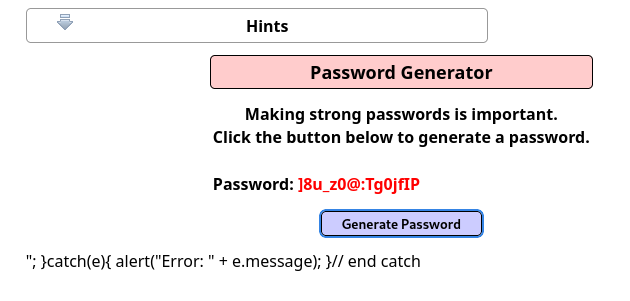 Hints
Password Generator
Making strong passwords is important.
Click the button below to generate a password.
Password: ]8u_z0@:Tg0jfIP
Generate Password
"; }catch(e){ alert("Error: " + e.message); }// end catch